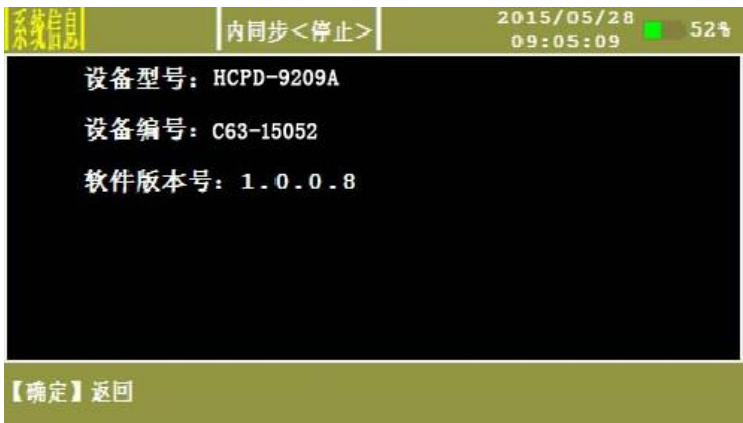 系统信息 内同步<停止> 2015/05/28 52%
09:05:09
设备型号：HCPD-9209A
设备编号：C63-15052
软件版本号：1.0.0.8
【确定】返回